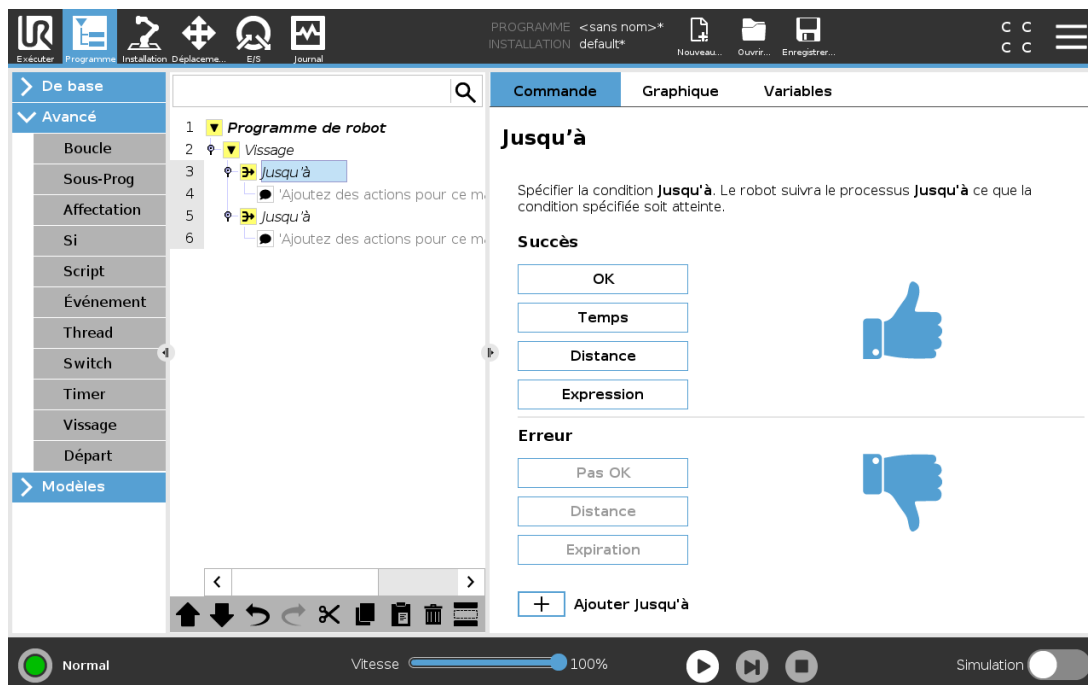 UR
Exécuter
Programme
Installation
Déplaceme...
E/S
Journal
PROGRAMME <sans nom>*
INSTALLATION default*
Nouveau...
Ouvrir...
Enregistrer...
C C
C C
De base
Avancé
Boucle
Sous-Prog
Affectation
Si
Script
Événement
Thread
Switch
Timer
Vissage
Départ
Modèles
1 Programme de robot
2 Vissage
3 Jusqu'à
4 'Ajoutez des actions pour ce m
5 Jusqu'à
6 'Ajoutez des actions pour ce m
Commande
Graphique
Variables
Jusqu’à
Spécifier la condition Jusqu'à. Le robot suivra le processus Jusqu'à ce que la
condition spécifiée soit atteinte.
Succès
OK
Temps
Distance
Expression
Erreur
Pas OK
Distance
Expiration
+ Ajouter Jusqu'à
Normal
Vitesse
100%
Simulation